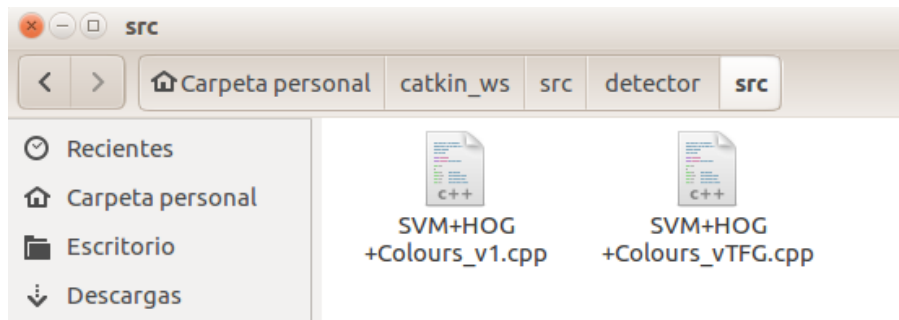 src
Carpeta personal catkin_ws src detector src
Recientes
Carpeta personal
Escritorio
Descargas
c++
SVM+HOG
+Colours_v1.cpp
c++
SVM+HOG
+Colours_vTFG.cpp